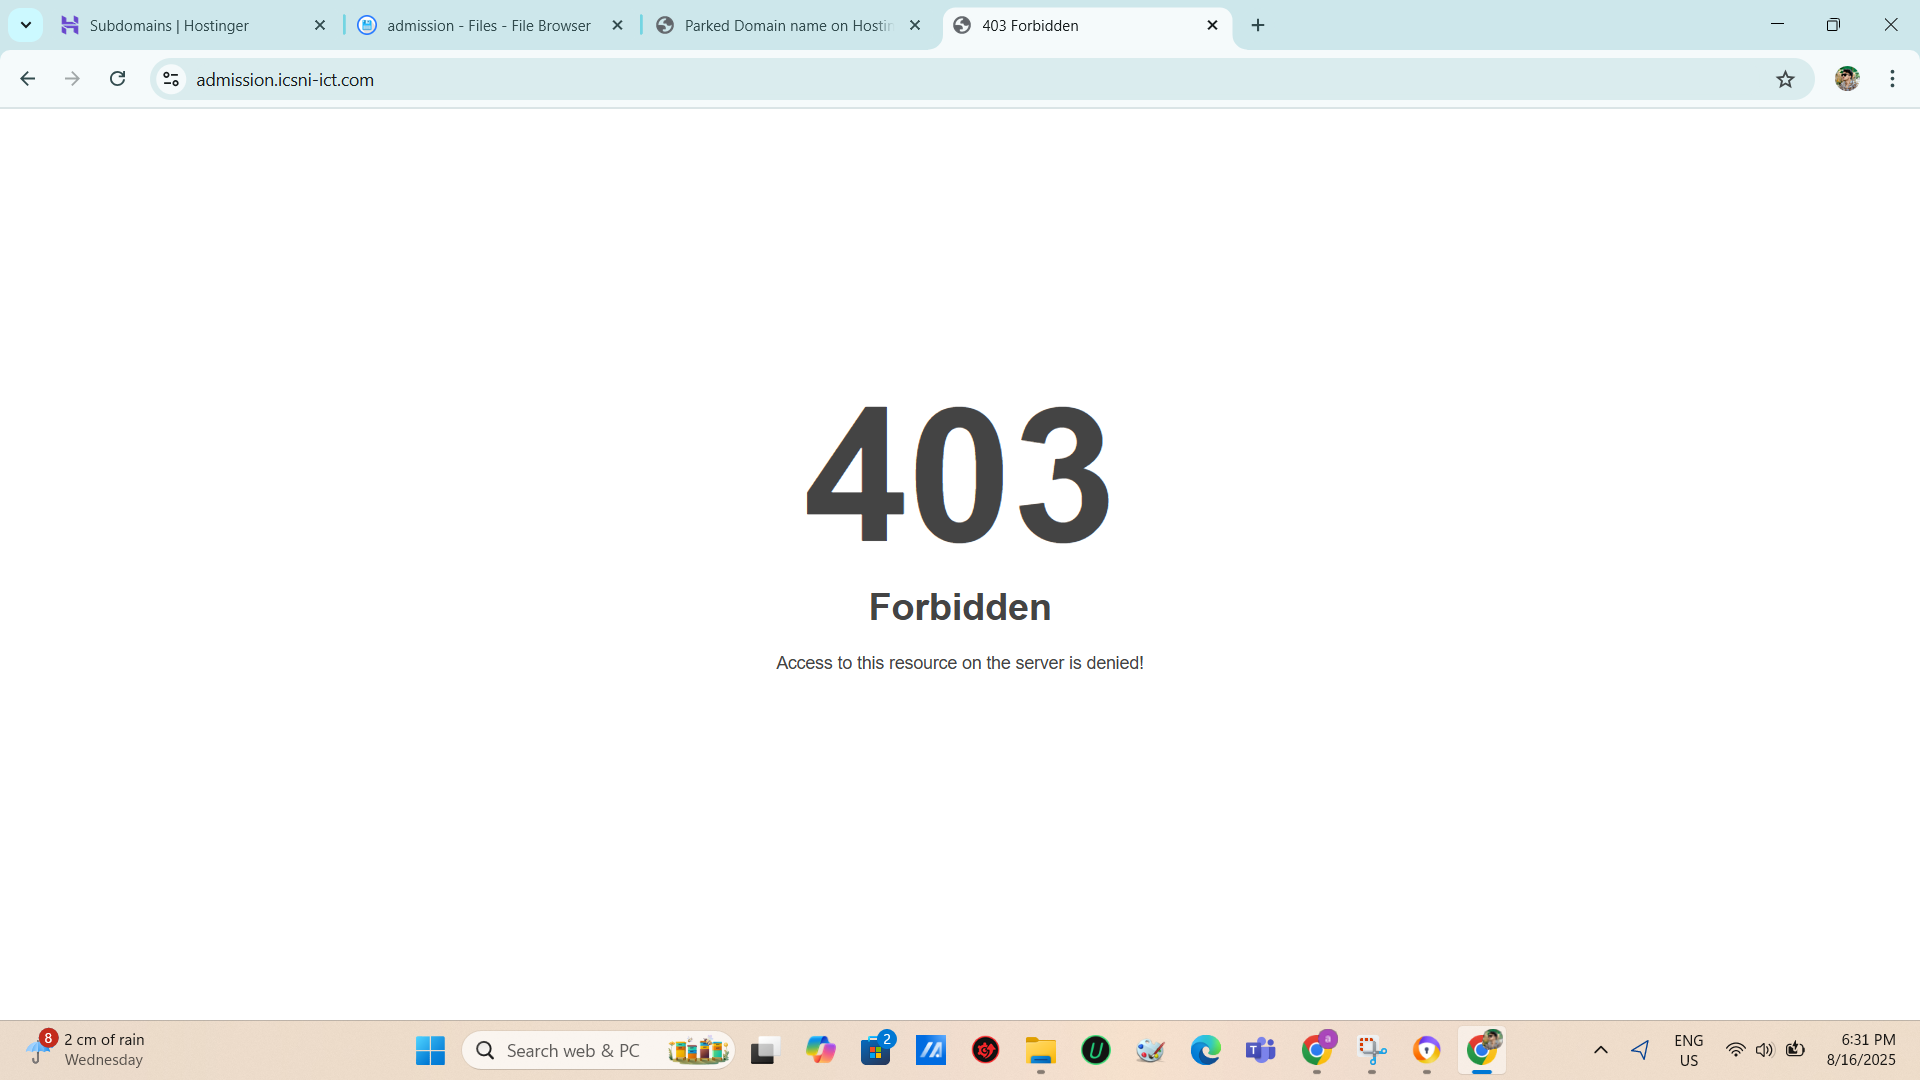 Subdomains | Hostinger
admission - Files - File Browser
Parked Domain name on Hostin
403 Forbidden
admission.icsni-ict.com
403
Forbidden
Access to this resource on the server is denied!
8
2 cm of rain
Wednesday
Search web & PC
2
a
ENG
US
6:31 PM
8/16/2025